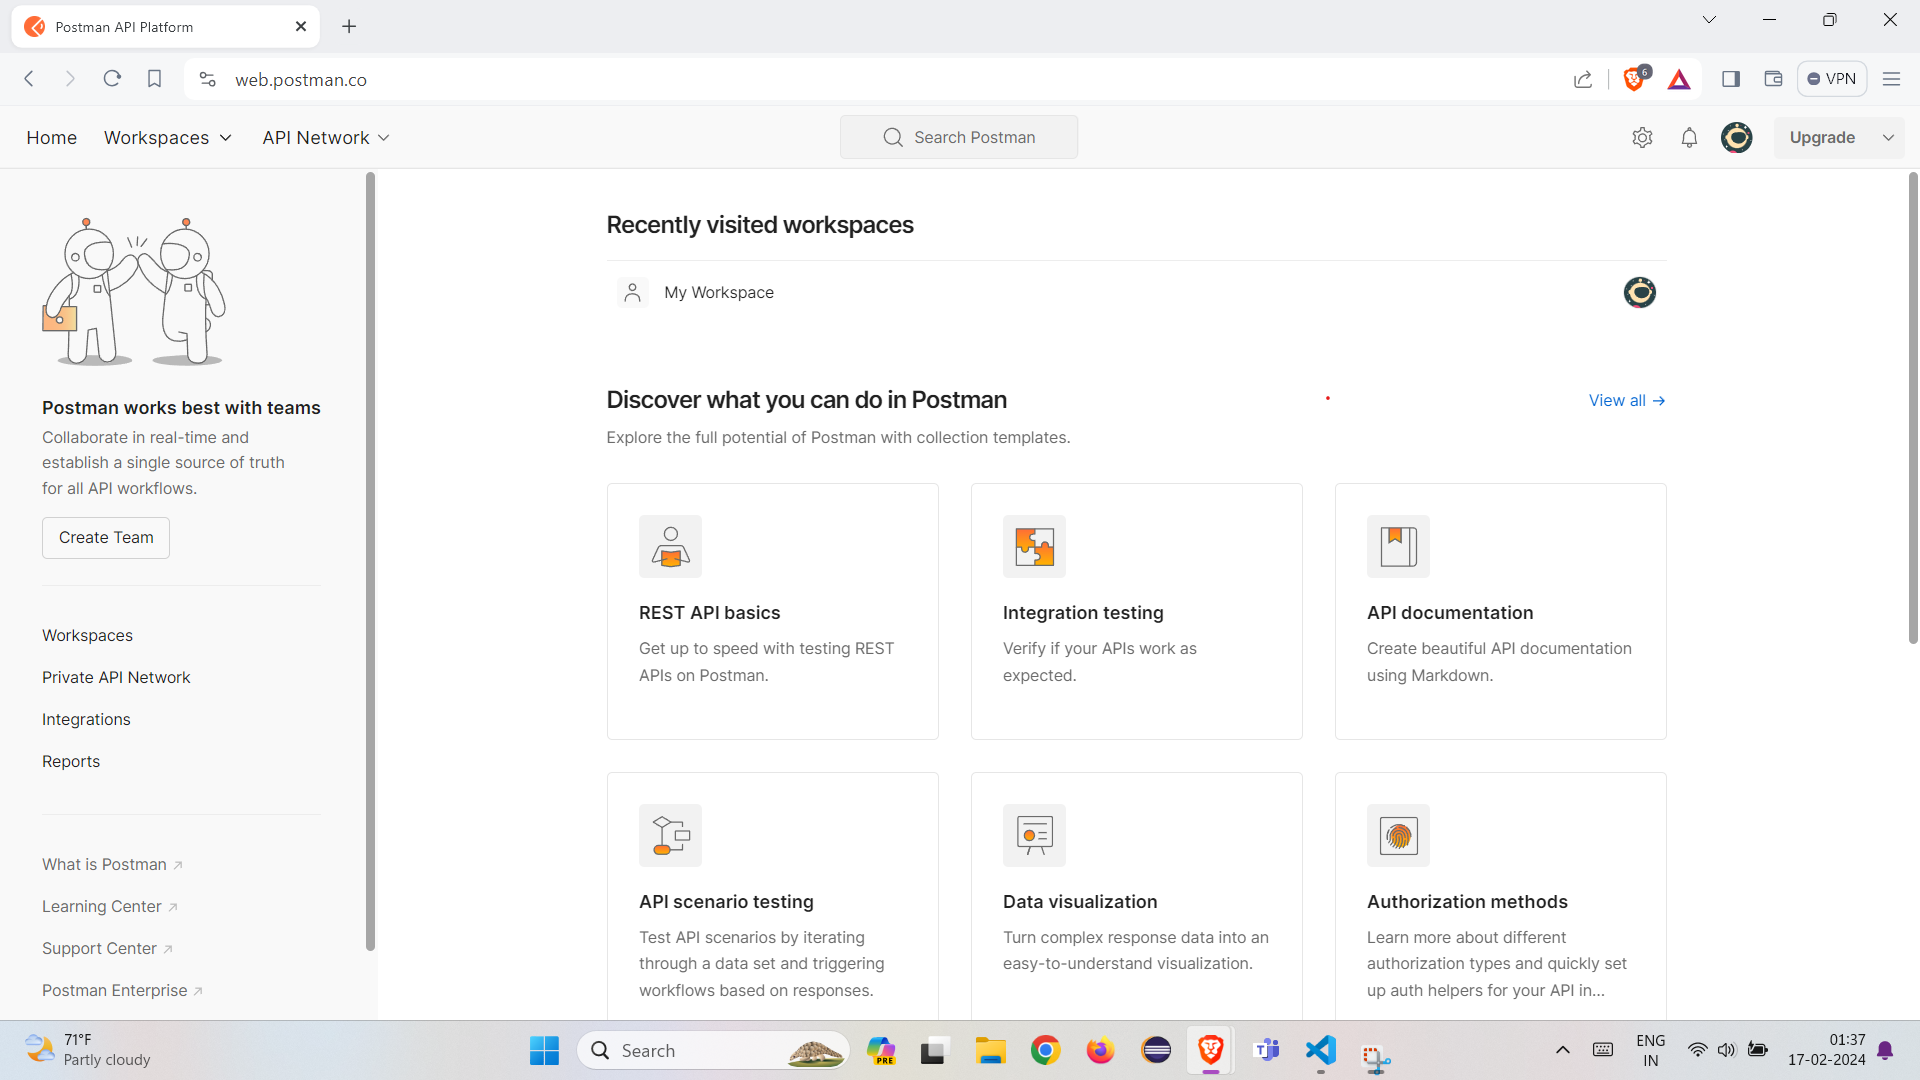 Postman API Platform
web.postman.co
6
VPN
Home
Workspaces
API Network
Search Postman
Upgrade
Postman works best with teams
Collaborate in real-time and
establish a single source of truth
for all API workflows.
Create Team
Workspaces
Private API Network
Integrations
Reports
What is Postman
Learning Center
Support Center
Postman Enterprise
Recently visited workspaces
My Workspace
Discover what you can do in Postman
View all →
Explore the full potential of Postman with collection templates.
REST API basics
Get up to speed with testing REST
APIs on Postman.
Integration testing
Verify if your APIs work as
expected.
API documentation
Create beautiful API documentation
using Markdown.
API scenario testing
Test API scenarios by iterating
through a data set and triggering
workflows based on responses.
Data visualization
Turn complex response data into an
easy-to-understand visualization.
Authorization methods
Learn more about different
authorization types and quickly set
up auth helpers for your API in...
71°F
Partly cloudy
Search
PRE
ENG
IN
01:37
17-02-2024